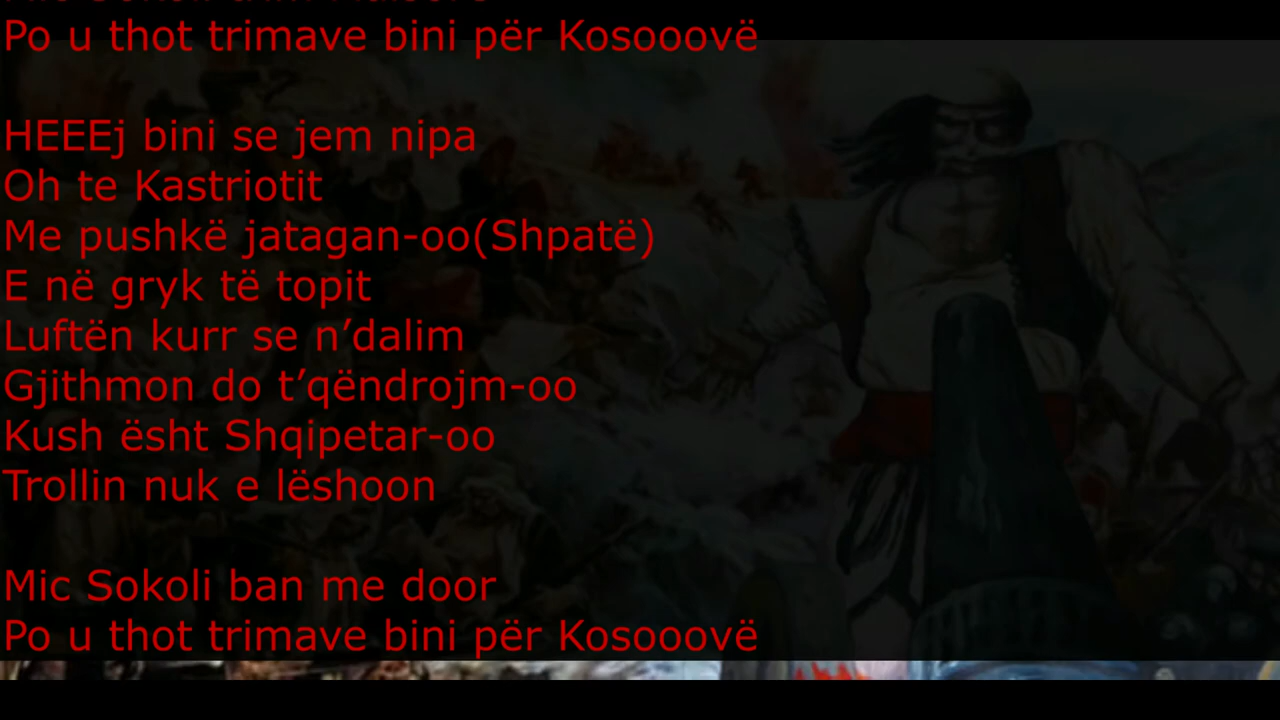 Po u thot trimave bini për Kosooovë
HEEEj bini se jem nipa
Oh te Kastriotit
Me pushkë jatagan-oo(Shpatë)
E në gryk të topit
Luftën kurr se n’dalim
Gjithmon do t’qëndrojm-oo
Kush ësht Shqipetar-oo
Trollin nuk e lëshoon
Mic Sokoli ban me door
Po u thot trimave bini për Kosooovë